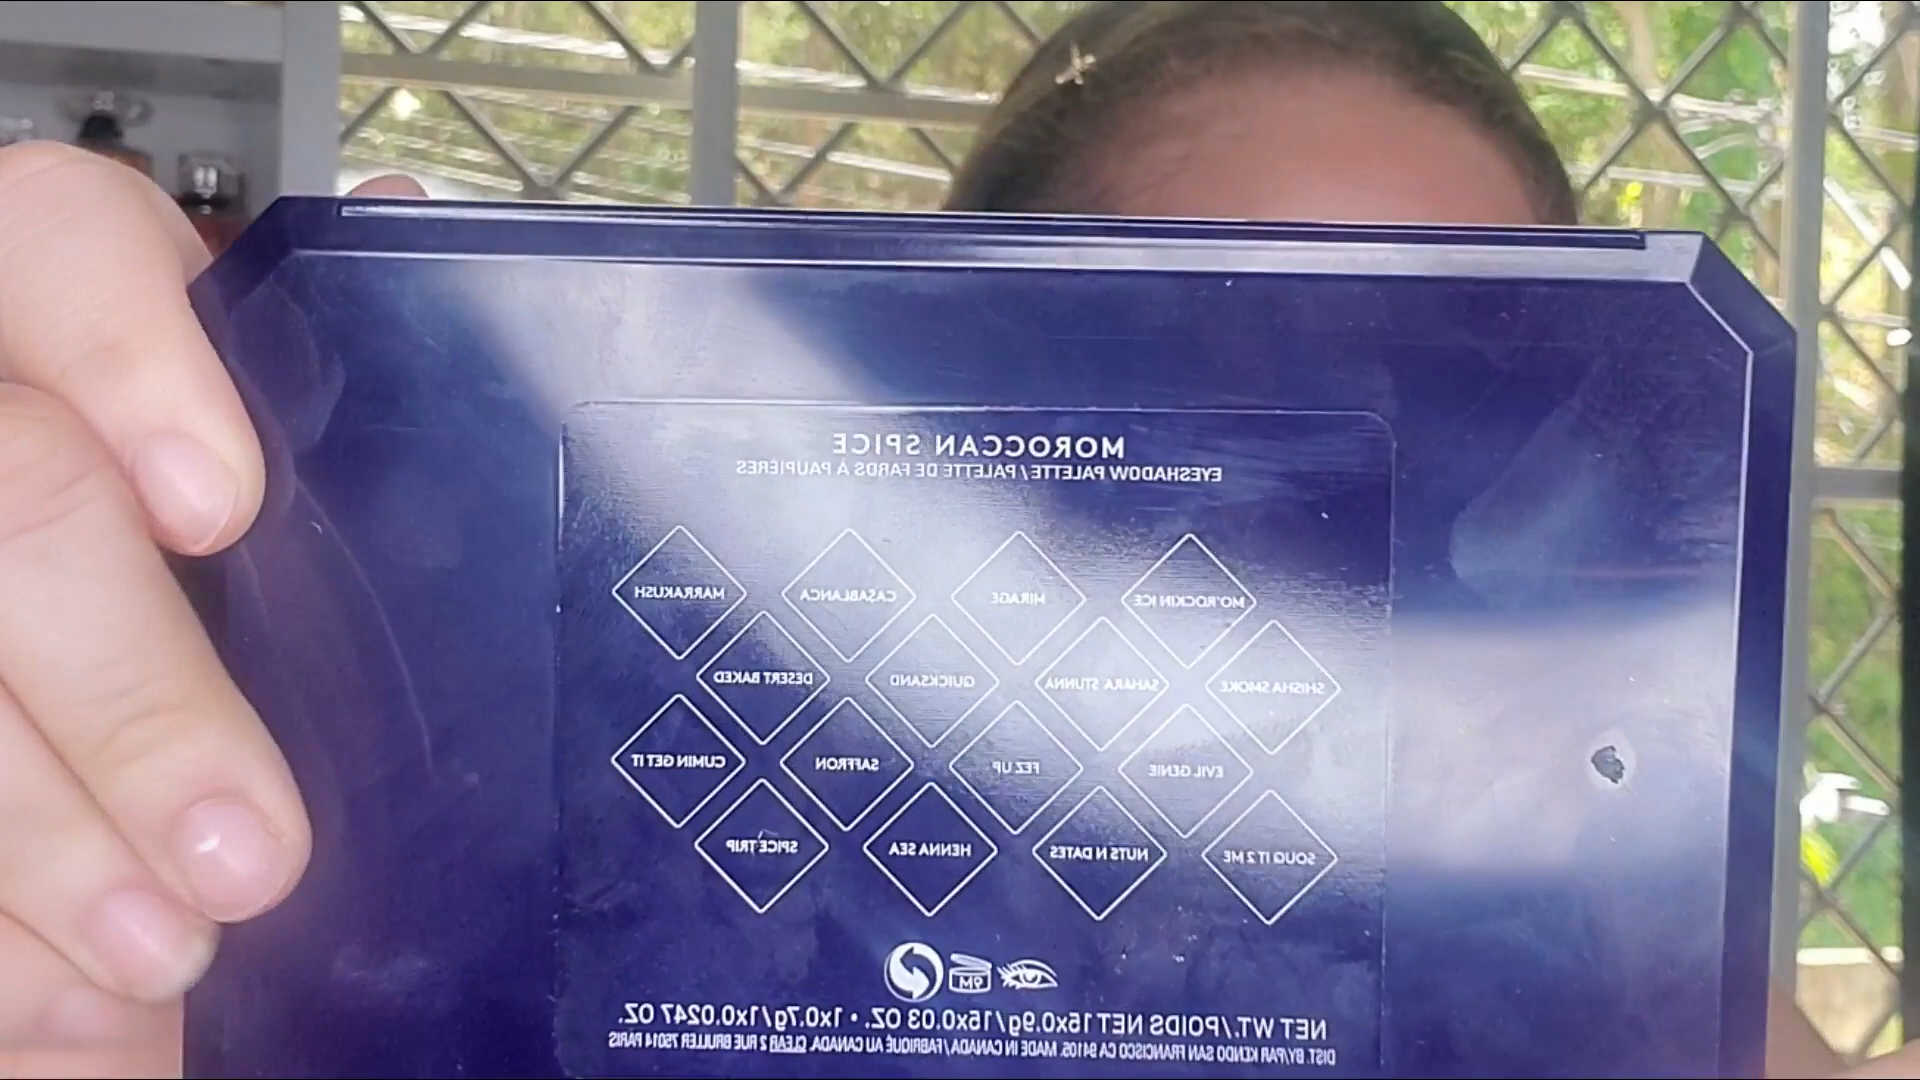 MOROCCAN SPICE
EYESHADOW PALETTE / PALETTE DE FARDS À PAUPIÈRES
MO'ROCKIN ICE MIRAGE CASABLANCA MARRAKUSH
SHISHA SMOKE SAHARA STUNNA QUICKSAND DESERT BAKED
EVIL GENIE FEZ UP SAFFRON CUMIN GET IT
SOUQ IT 2 ME NUTS N DATES HENNA SEA SPICE TRIP
9M
NET WT./POIDS NET 15x0.9g/15x0.03 OZ. • 1x0.7g/1x0.0247 OZ.
DIST. BY/PAR KENDO SAN FRANCISCO CA 94105. MADE IN CANADA/FABRIQUÉ AU CANADA. CLEAR 2 RUE BRULLER 75014 PARIS